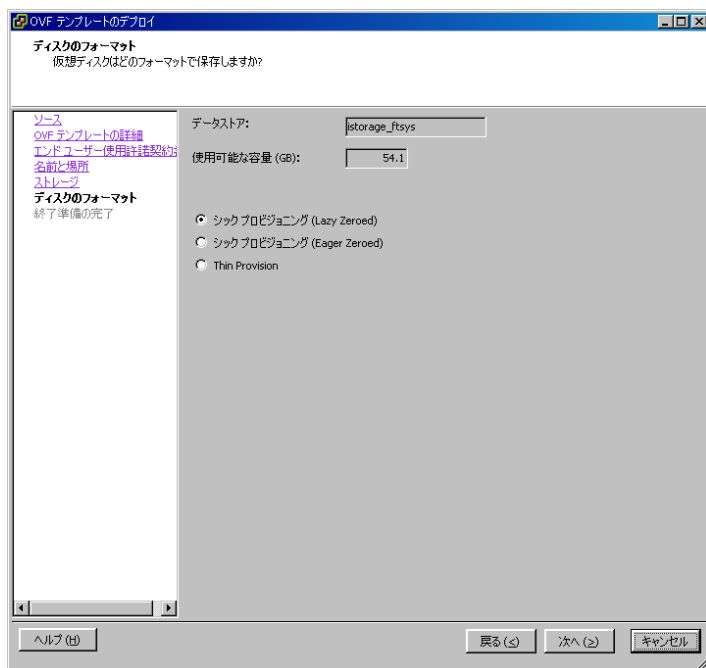 OVF テンプレートのデプロイ
ディスクのフォーマット
仮想ディスクはどのフォーマットで保存しますか?
ソース
OVF テンプレートの詳細
エンド ユーザー使用許諾契約
名前と場所
ストレージ
ディスクのフォーマット
終了準備の完了
データストア:
istorage_ftsys
使用可能な容量 (GB):
54.1
シック プロビジョニング (Lazy Zeroed)
シック プロビジョニング (Eager Zeroed)
Thin Provision
ヘルプ (H)
戻る (<)
次へ (>)
キャンセル